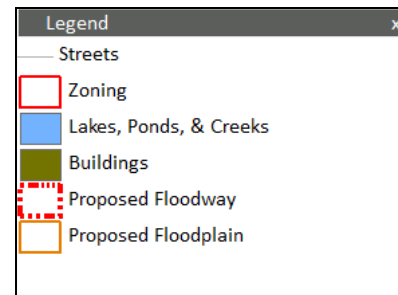 Legend x
Streets
Zoning
Lakes, Ponds, & Creeks
Buildings
Proposed Floodway
Proposed Floodplain